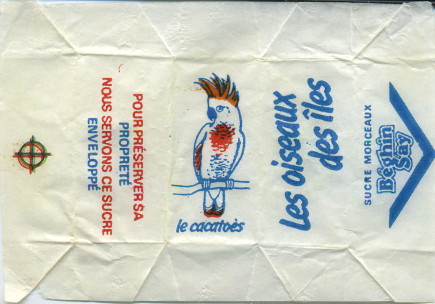 POUR PRÉSERVER SA
PROPRETÉ
NOUS SERVONS CE SUCRE
ENVELOPPÉ
le cacatoès
Les oiseaux
des îles
SUCRE MORCEAUX
Béghin
Say